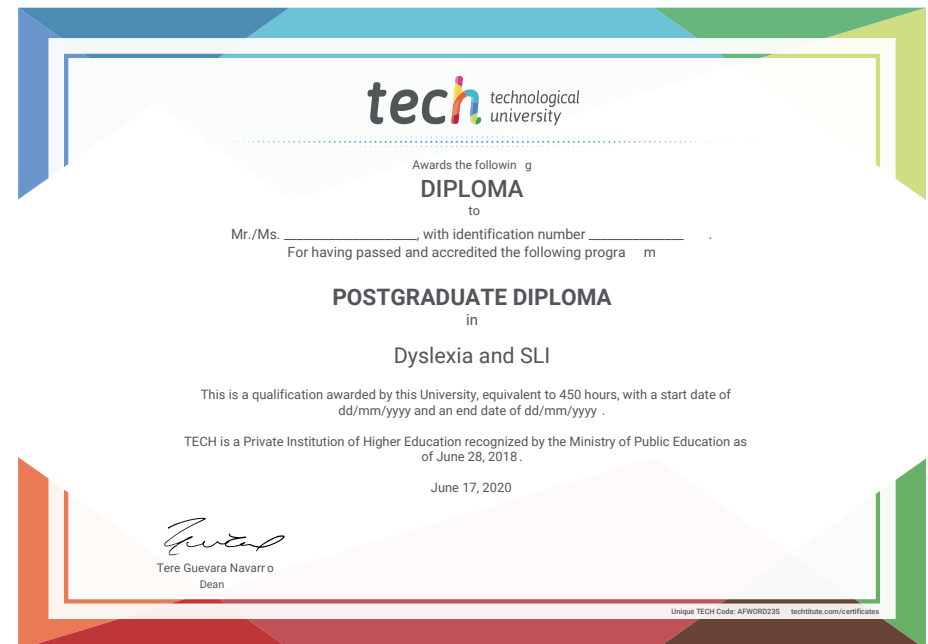 tech technological
university
Awards the followin g
DIPLOMA
to
Mr./Ms. _____________________, with identification number _______________ .
For having passed and accredited the following progra m
POSTGRADUATE DIPLOMA
in
Dyslexia and SLI
This is a qualification awarded by this University, equivalent to 450 hours, with a start date of
dd/mm/yyyy and an end date of dd/mm/yyyy .
TECH is a Private Institution of Higher Education recognized by the Ministry of Public Education as
of June 28, 2018.
June 17, 2020
Tere Guevara Navarr o
Dean
Unique TECH Code: AFWORD23S techtitute.com/certificates